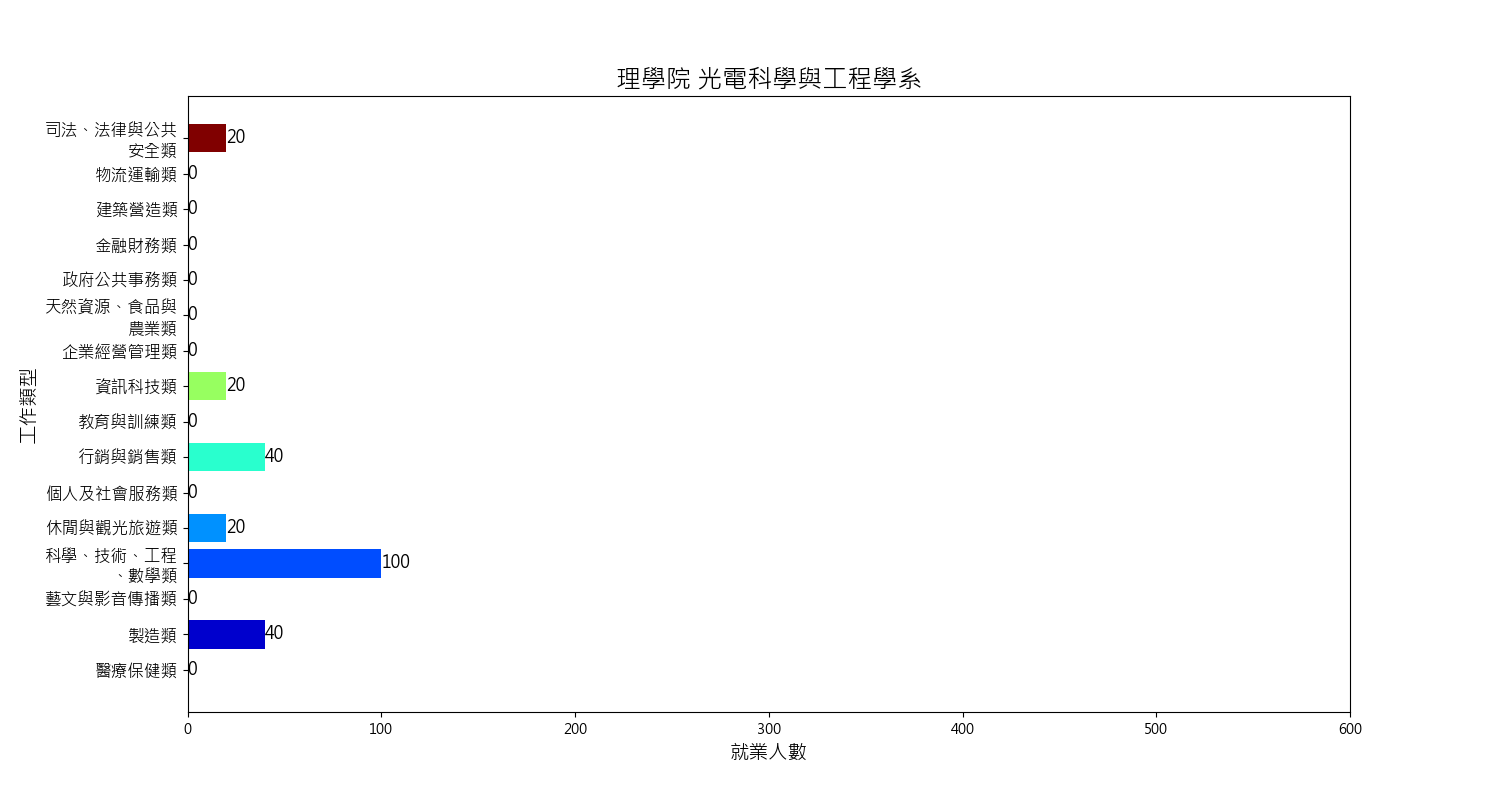 理學院 光電科學與工程學系
司法、法律與公共
安全類
20
物流運輸類
0
建築營造類
0
金融財務類
0
政府公共事務類
0
天然資源、食品與
農業類
0
企業經營管理類
0
資訊科技類
20
教育與訓練類
0
行銷與銷售類
40
個人及社會服務類
0
休閒與觀光旅遊類
20
科學、技術、工程
、數學類
100
藝文與影音傳播類
0
製造類
40
醫療保健類
0
工作類型
0 100 200 300 400 500 600
就業人數